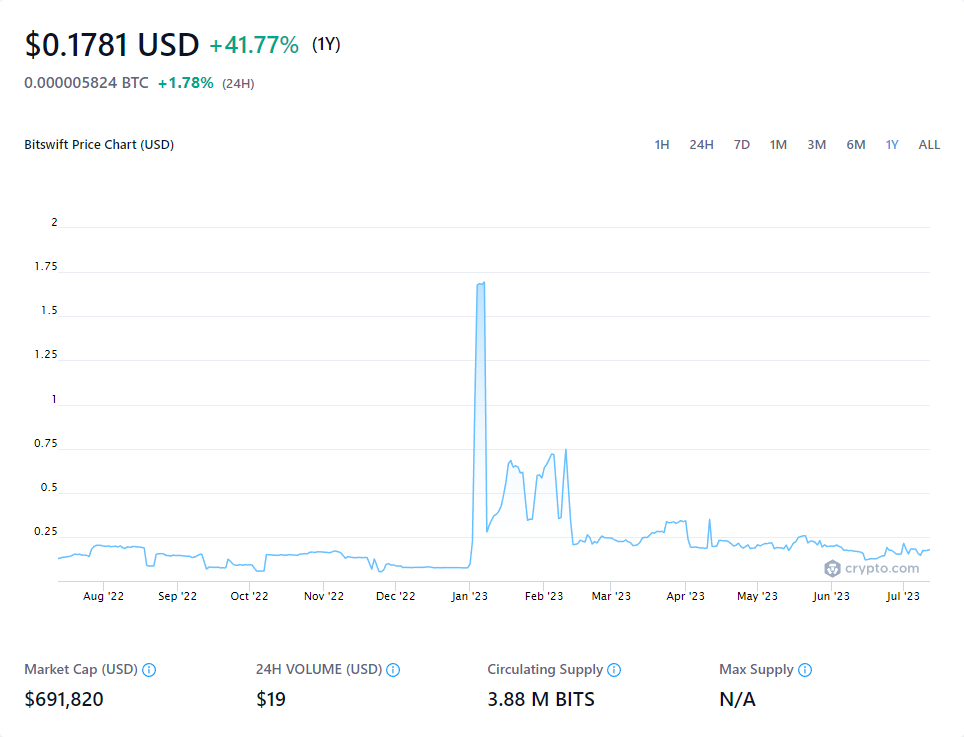 $0.1781 USD +41.77% (1Y)
0.000005824 BTC +1.78% (24H)
Bitswift Price Chart (USD) 1H 24H 7D 1M 3M 6M 1Y ALL
2
1.75
1.5
1.25
1
0.75
0.5
0.25
crypto.com
Aug '22 Sep '22 Oct '22 Nov '22 Dec '22 Jan '23 Feb '23 Mar '23 Apr '23 May '23 Jun '23 Jul '23
Market Cap (USD) 24H VOLUME (USD) Circulating Supply Max Supply
$691,820 $19 3.88 M BITS N/A